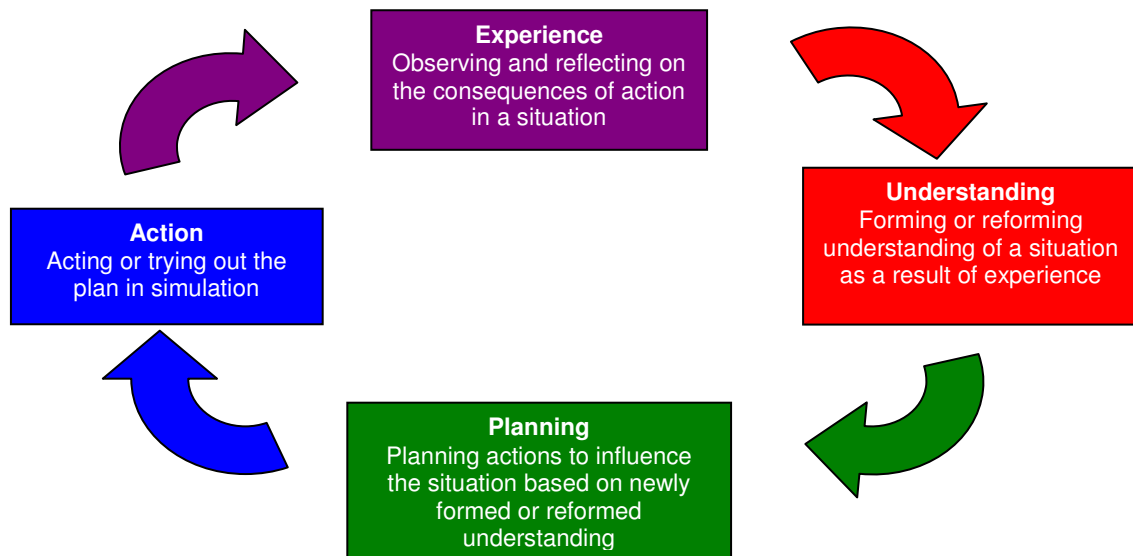 Experience
Observing and reflecting on
the consequences of action
in a situation
Understanding
Forming or reforming
understanding of a situation
as a result of experience
Planning
Planning actions to influence
the situation based on newly
formed or reformed
understanding
Action
Acting or trying out the
plan in simulation